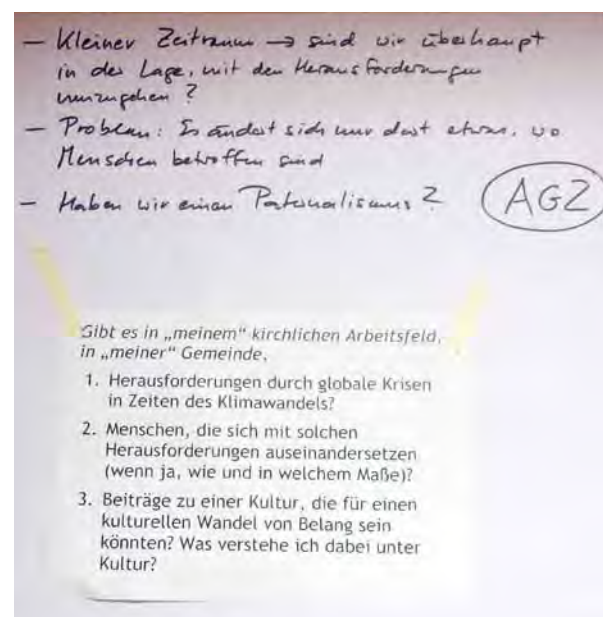 – Kleiner Zeitraum → sind wir überhaupt
in der Lage, mit den Herausforderungen
umzugehen?
– Problem: Es ändert sich nur dort etwas, wo
Menschen betroffen sind
– Haben wir einen Paternalismus?
AG2
Gibt es in „meinem“ kirchlichen Arbeitsfeld,
in „meiner“ Gemeinde,
1. Herausforderungen durch globale Krisen
in Zeiten des Klimawandels?
2. Menschen, die sich mit solchen
Herausforderungen auseinandersetzen
(wenn ja, wie und in welchem Maße)?
3. Beiträge zu einer Kultur, die für einen
kulturellen Wandel von Belang sein
könnten? Was verstehe ich dabei unter
Kultur?